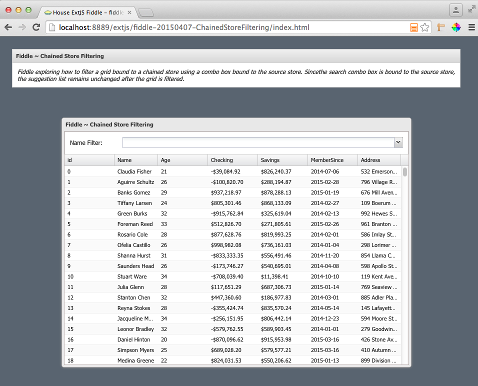 House ExtJS Fiddle ~ fiddle
localhost:8889/extjs/fiddle-20150407-ChainedStoreFiltering/index.html
Fiddle ~ Chained Store Filtering
Fiddle exploring how to filter a grid bound to a chained store using a combo box bound to the source store. Sincethe search combo box is bound to the source store,
the suggestion list remains unchanged after the grid is filtered.
Fiddle ~ Chained Store Filtering
Name Filter:
Id Name Age Checking Savings MemberSince Address
0 Claudia Fisher 21 -$39,084.92 $826,240.37 2014-07-06 532 Emerson...
1 Aguirre Schultz 26 -$100,820.70 $288,194.87 2015-02-28 796 Village R...
2 Banks Gomez 29 $937,218.97 $878,288.13 2015-01-19 676 Mill Aven...
3 Tiffany Larsen 24 $805,301.46 $868,133.09 2014-02-27 109 Boerum ...
4 Green Burks 32 -$915,762.84 $325,619.04 2014-02-13 992 Hewes S...
5 Foreman Reed 33 $512,826.70 $271,805.61 2015-02-26 961 Branton ...
6 Rosario Cole 28 $877,628.76 $819,993.25 2014-02-01 586 Imlay St...
7 Ofelia Castillo 26 $998,982.08 $736,161.03 2014-01-04 298 Lorimer ...
8 Shanna Hurst 31 -$833,333.35 $556,491.46 2014-11-20 854 Llama C...
9 Saunders Head 26 -$173,746.27 $540,695.01 2014-04-08 598 Apollo St...
10 Stuart Ware 34 -$708,039.40 $11,398.41 2014-10-10 119 Kent Ave...
11 Julia Glenn 28 $117,651.29 $687,306.73 2015-01-14 769 Seaview ...
12 Stanton Chen 32 $447,360.60 $186,977.83 2014-03-01 885 Adler Pla...
13 Reyna Stokes 28 -$355,424.74 $835,570.24 2014-05-14 145 Lafayett...
14 Jacqueline M... 34 -$256,151.95 $806,442.14 2014-12-23 594 Moore St...
15 Leonor Bradley 32 -$579,762.55 $589,903.45 2014-01-01 279 Goodwin...
16 Daniel Hinton 20 -$870,096.62 $915,953.98 2015-03-16 426 Stone Av...
17 Simpson Myers 25 $689,028.20 $579,577.21 2015-03-16 410 Autumn ...
18 Medina Greene 22 $824,031.53 $550,206.62 2015-01-13 899 Division ...